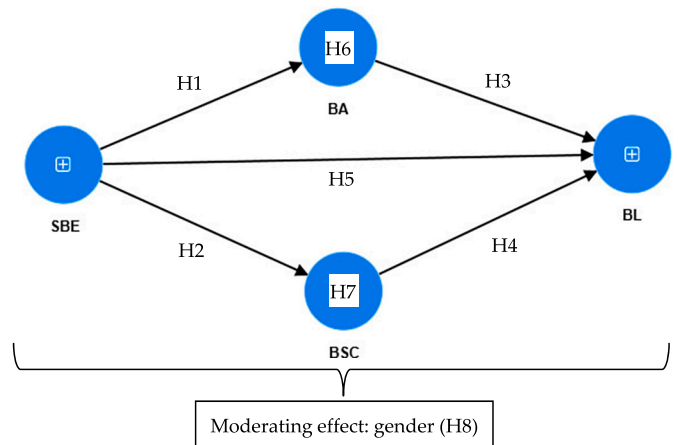 H6
H1
H3
BA
H5
SBE
BL
H2
H4
H7
BSC
Moderating effect: gender (H8)